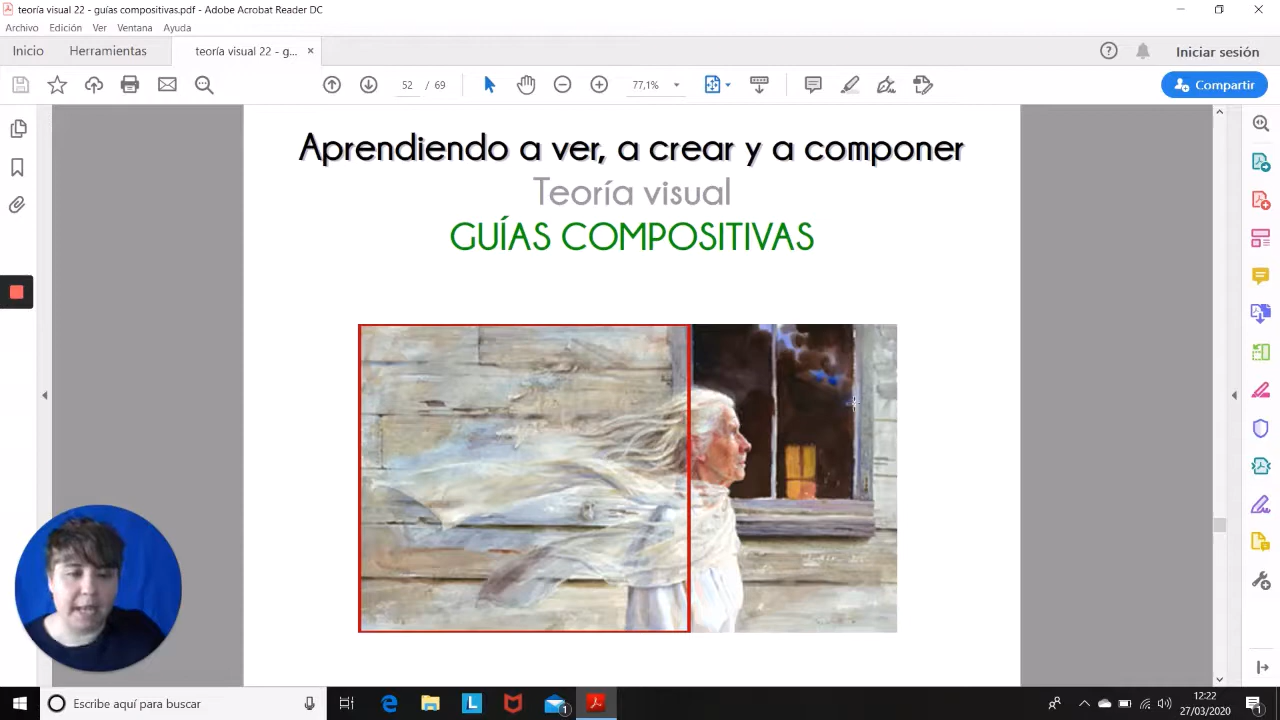 teoría visual 22 - guías compositivas.pdf - Adobe Acrobat Reader DC
Archivo Edición Ver Ventana Ayuda
Inicio Herramientas teoría visual 22 - g... Iniciar sesión
52 / 69 77,1% Compartir
Aprendiendo a ver, a crear y a componer
Teoría visual
GUÍAS COMPOSITIVAS
Escribe aquí para buscar
1
12:22
27/03/2020
1